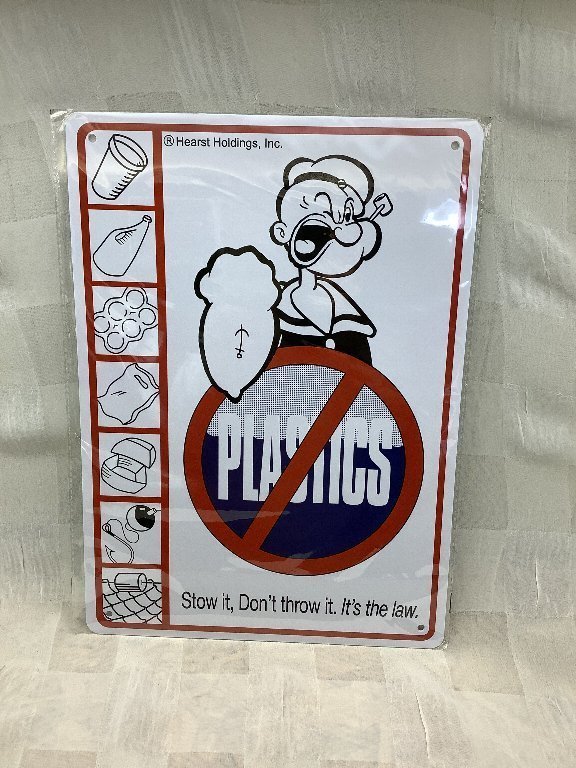 ®Hearst Holdings, Inc.
PLASTICS
Stow it, Don't throw it. It's the law.